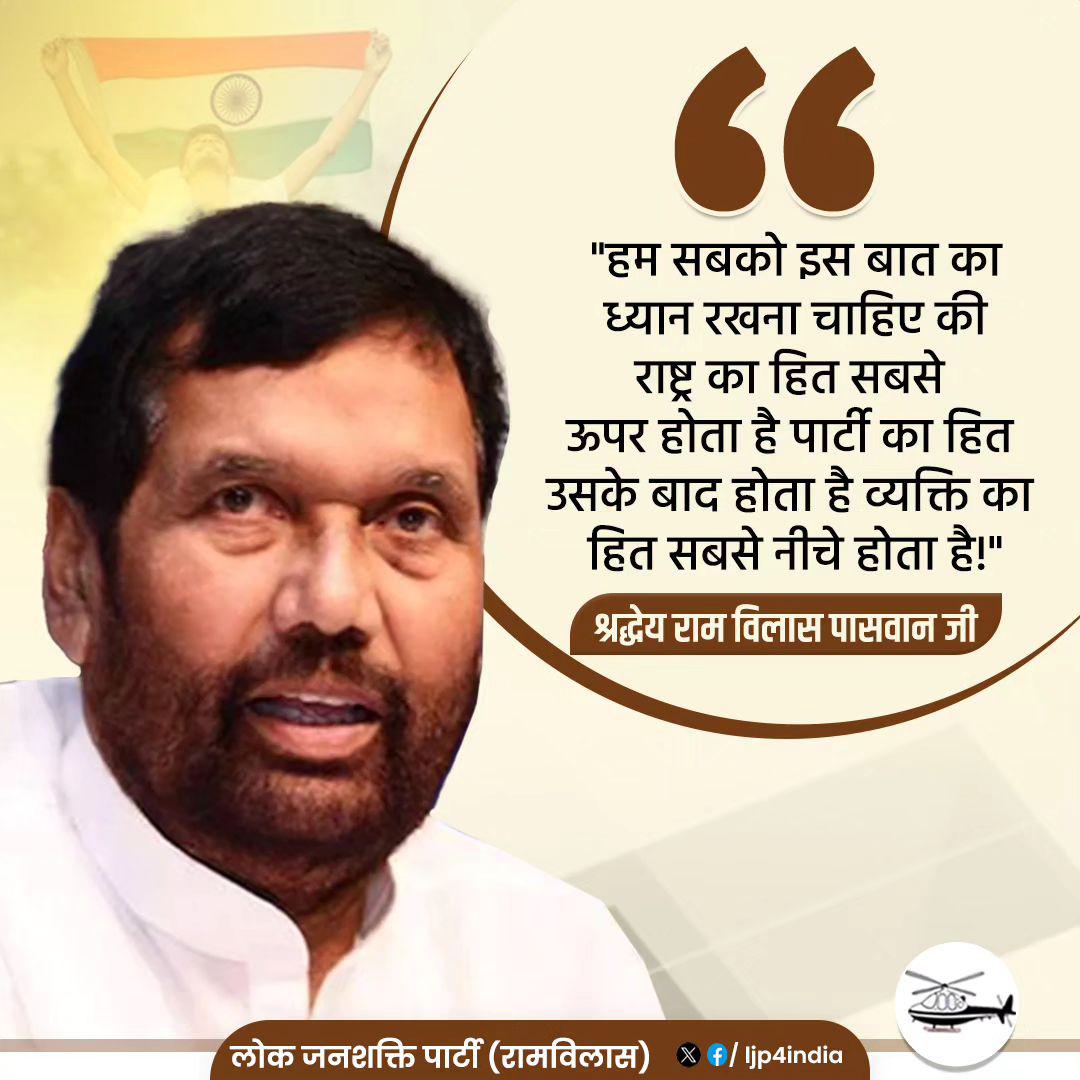 "हम सबको इस बात का
ध्यान रखना चाहिए की
राष्ट्र का हित सबसे
ऊपर होता है पार्टी का हित
उसके बाद होता है व्यक्ति का
हित सबसे नीचे होता है!"
श्रद्धेय राम विलास पासवान जी
लोक जनशक्ति पार्टी (रामविलास) / ljp4india